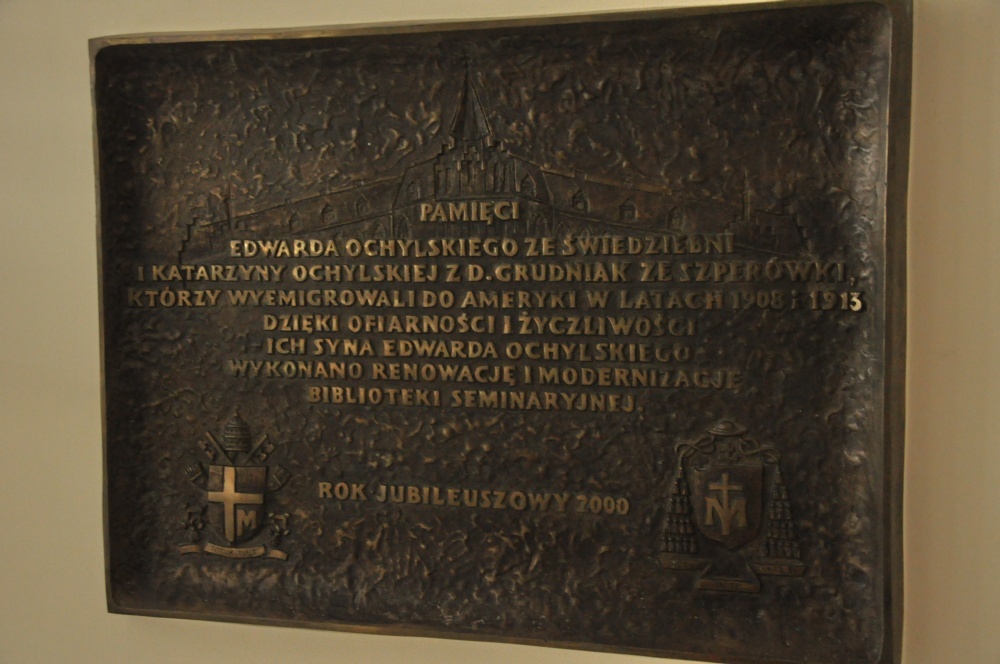 PAMIĘCI
EDWARDA OCHYLSKIEGO ZE ŚWIEDZIEBNI
I KATARZYNY OCHYLSKIEJ Z D. GRUDNIAK ZE SZPERÓWKI,
KTÓRZY WYEMIGROWALI DO AMERYKI W LATACH 1908 i 1913
DZIĘKI OFIARNOŚCI I ŻYCZLIWOŚCI
ICH SYNA EDWARDA OCHYLSKIEGO
WYKONANO RENOWACJĘ I MODERNIZACJĘ
BIBLIOTEKI SEMINARYJNEJ.
ROK JUBILEUSZOWY 2000
M